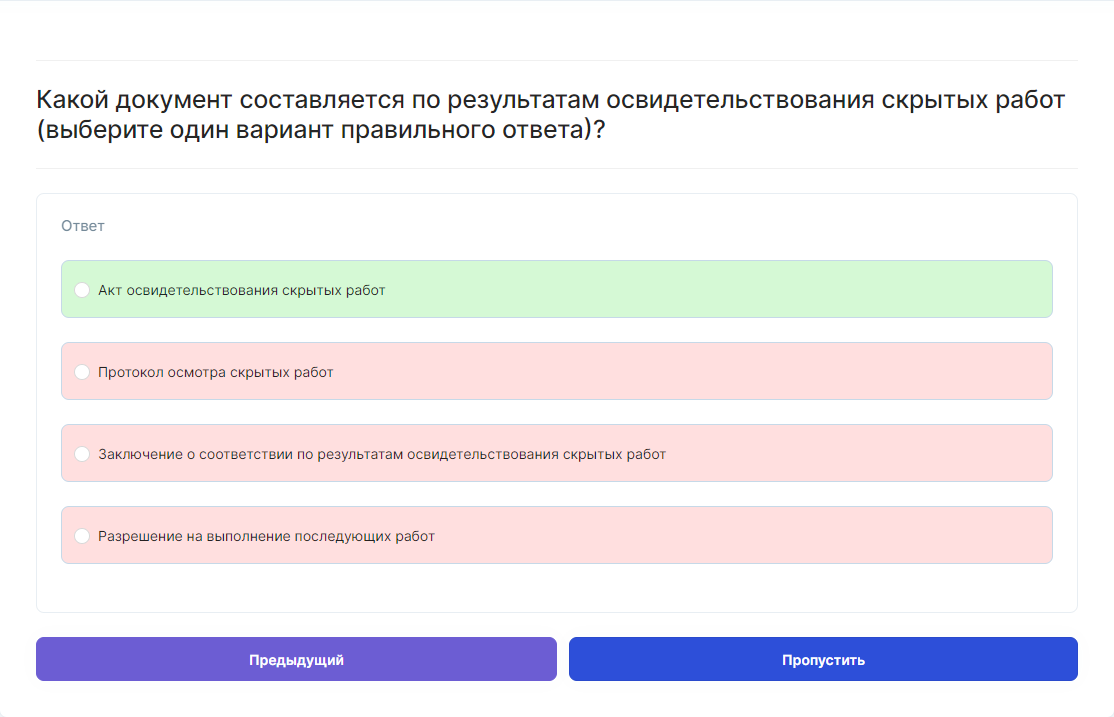 Какой документ составляется по результатам освидетельствования скрытых работ
(выберите один вариант правильного ответа)?
Ответ
Акт освидетельствования скрытых работ
Протокол осмотра скрытых работ
Заключение о соответствии по результатам освидетельствования скрытых работ
Разрешение на выполнение последующих работ
Предыдущий
Пропустить